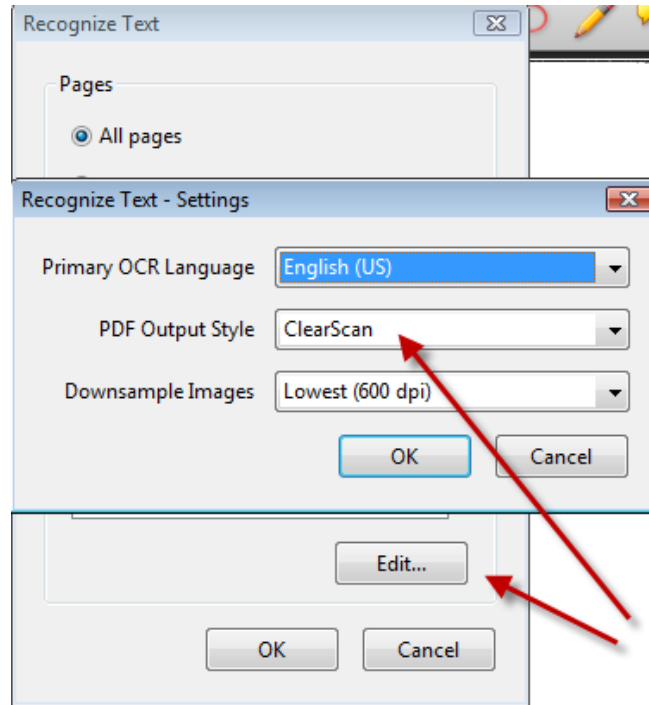 Recognize Text
Pages
All pages
Recognize Text - Settings
Primary OCR Language English (US)
PDF Output Style ClearScan
Downsample Images Lowest (600 dpi)
OK Cancel
Edit...
OK Cancel